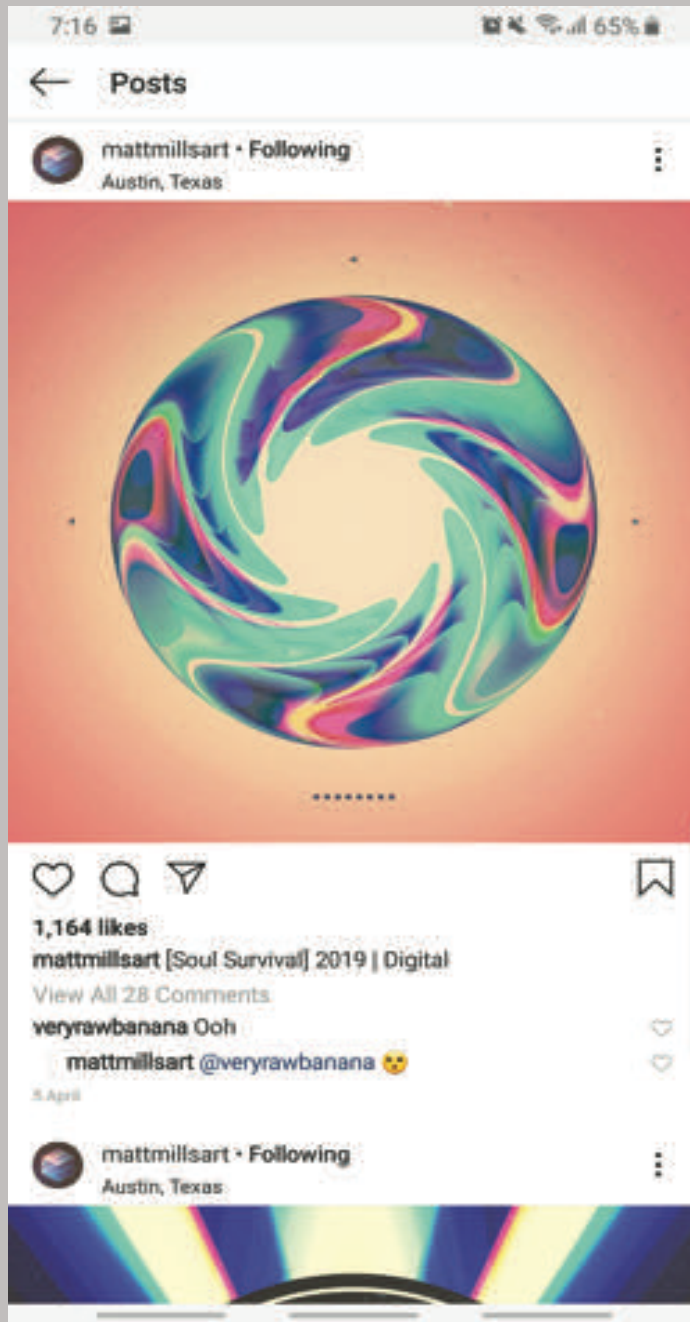 7:16 65%
Posts
mattmillsart • Following
Austin, Texas
1,164 likes
mattmillsart [Soul Survival] 2019 | Digital
View All 28 Comments
veryrawbanana Ooh
mattmillsart @veryrawbanana 😯
5 April
mattmillsart • Following
Austin, Texas